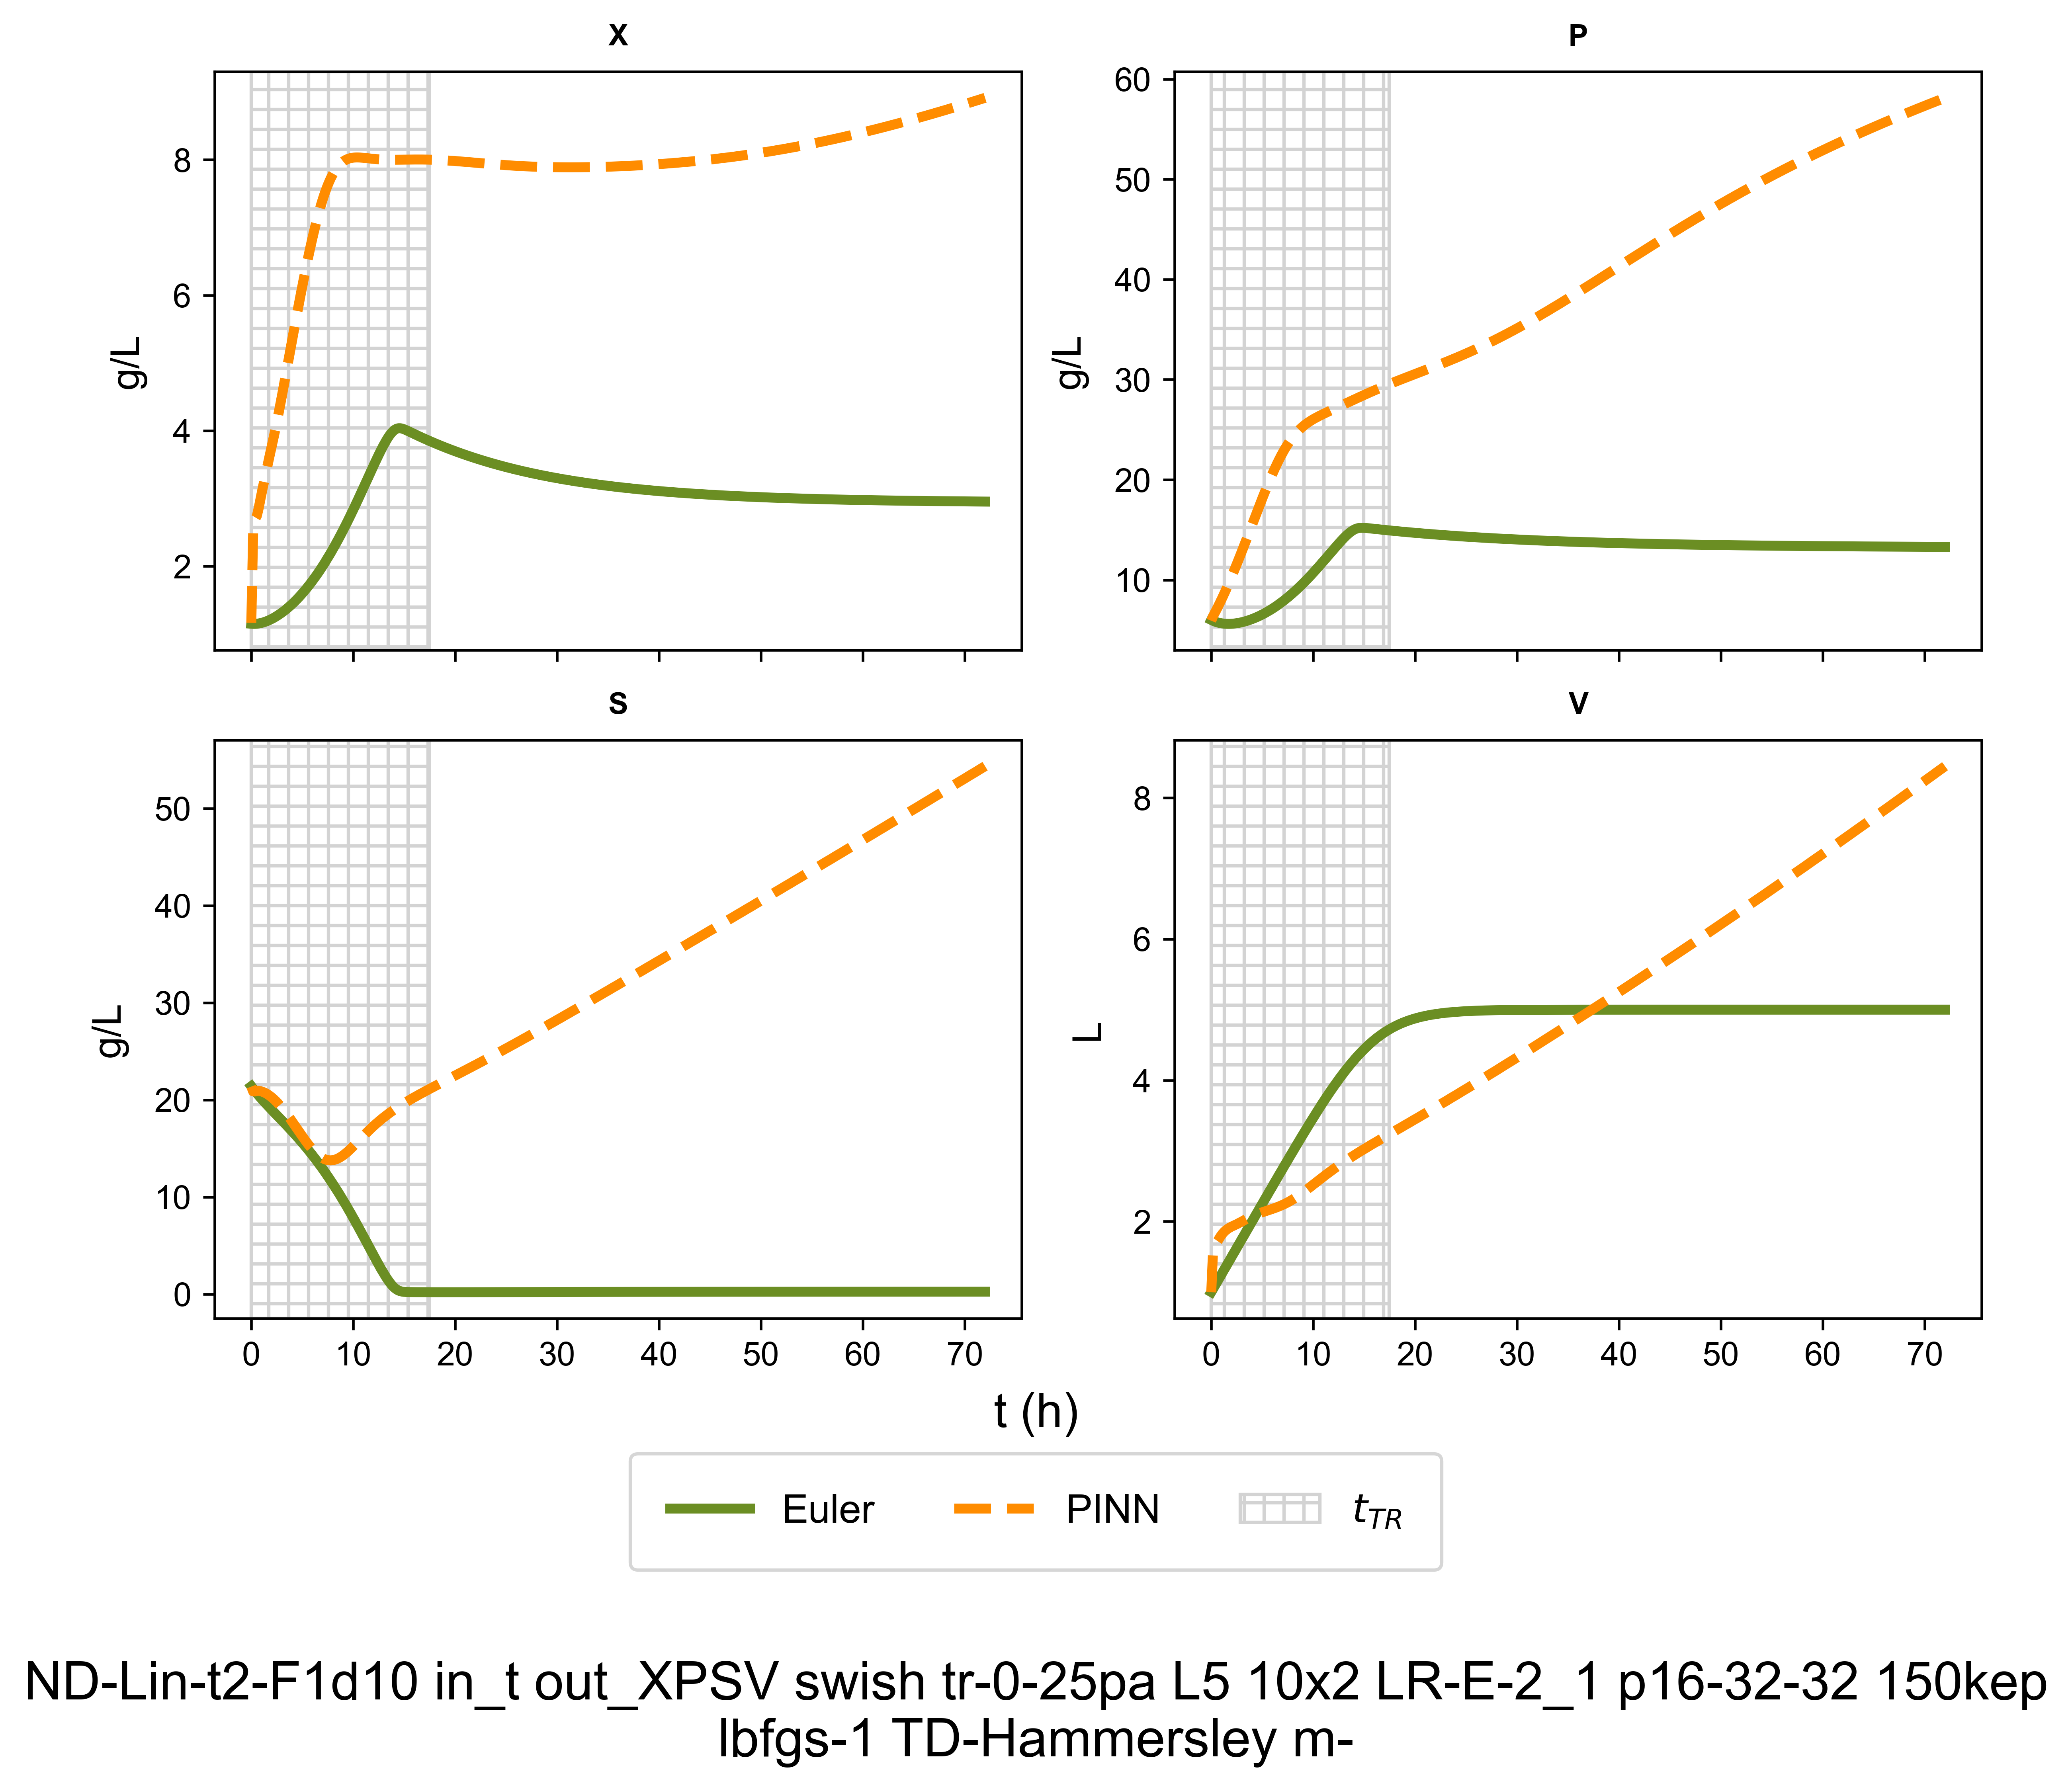 X
P
g/L
8
6
4
2
g/L
60
50
40
30
20
10
S
V
g/L
50
40
30
20
10
0
L
8
6
4
2
0 10 20 30 40 50 60 70
0 10 20 30 40 50 60 70
t (h)
Euler PINN t_TR
ND-Lin-t2-F1d10 in_t out_XPSV swish tr-0-25pa L5 10x2 LR-E-2_1 p16-32-32 150kep
lbfgs-1 TD-Hammersley m-